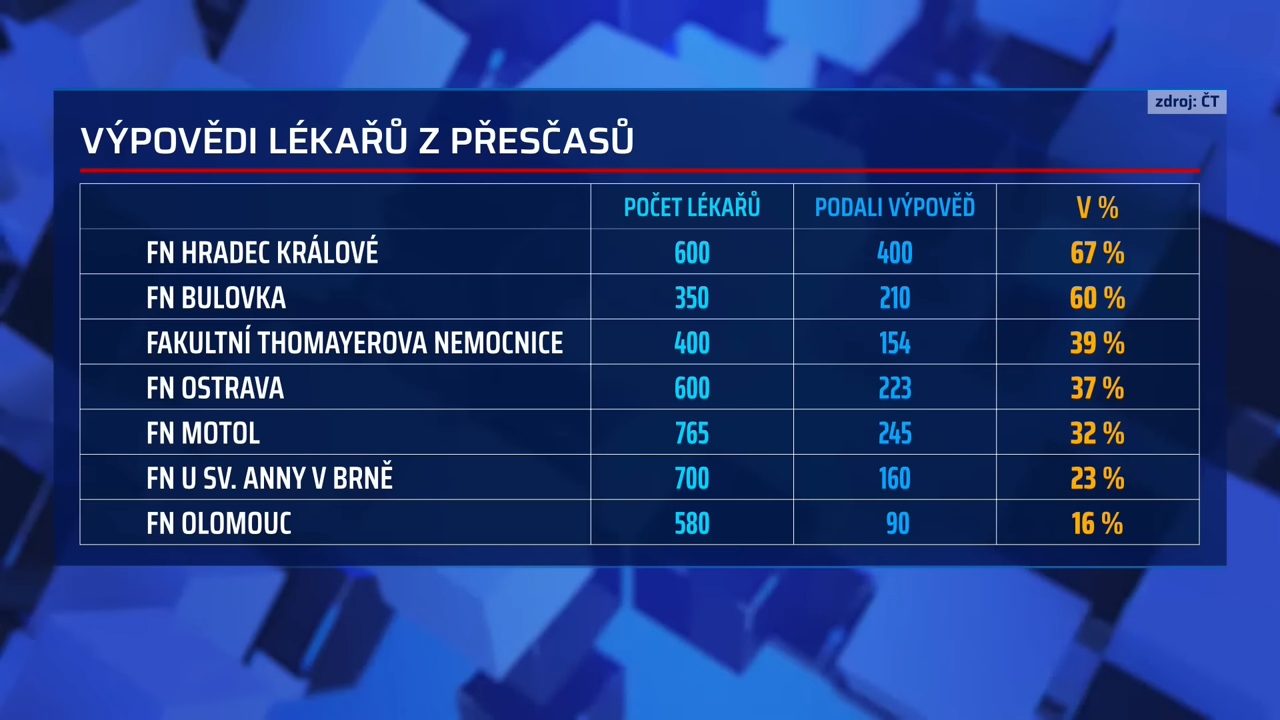 zdroj: ČT
VÝPOVĚDI LÉKAŘŮ Z PŘESČASŮ
POČET LÉKAŘŮ PODALI VÝPOVĚĎ V %
FN HRADEC KRÁLOVÉ 600 400 67 %
FN BULOVKA 350 210 60 %
FAKULTNÍ THOMAYEROVA NEMOCNICE 400 154 39 %
FN OSTRAVA 600 223 37 %
FN MOTOL 765 245 32 %
FN U SV. ANNY V BRNĚ 700 160 23 %
FN OLOMOUC 580 90 16 %